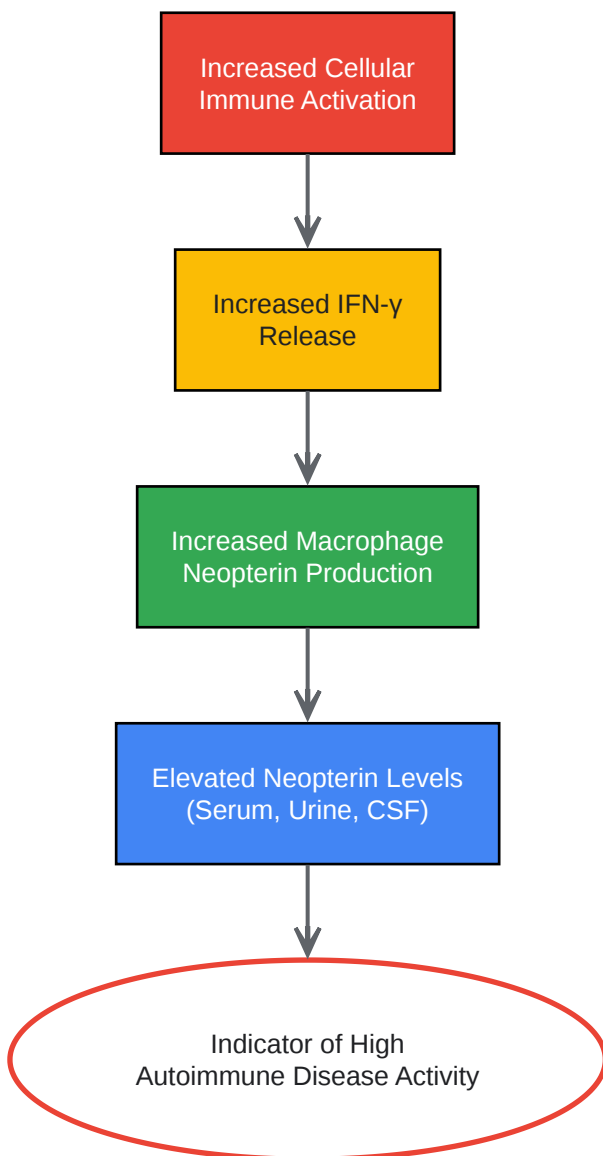 Increased Cellular
Immune Activation
Increased IFN-γ
Release
Increased Macrophage
Neopterin Production
Elevated Neopterin Levels
(Serum, Urine, CSF)
Indicator of High
Autoimmune Disease Activity